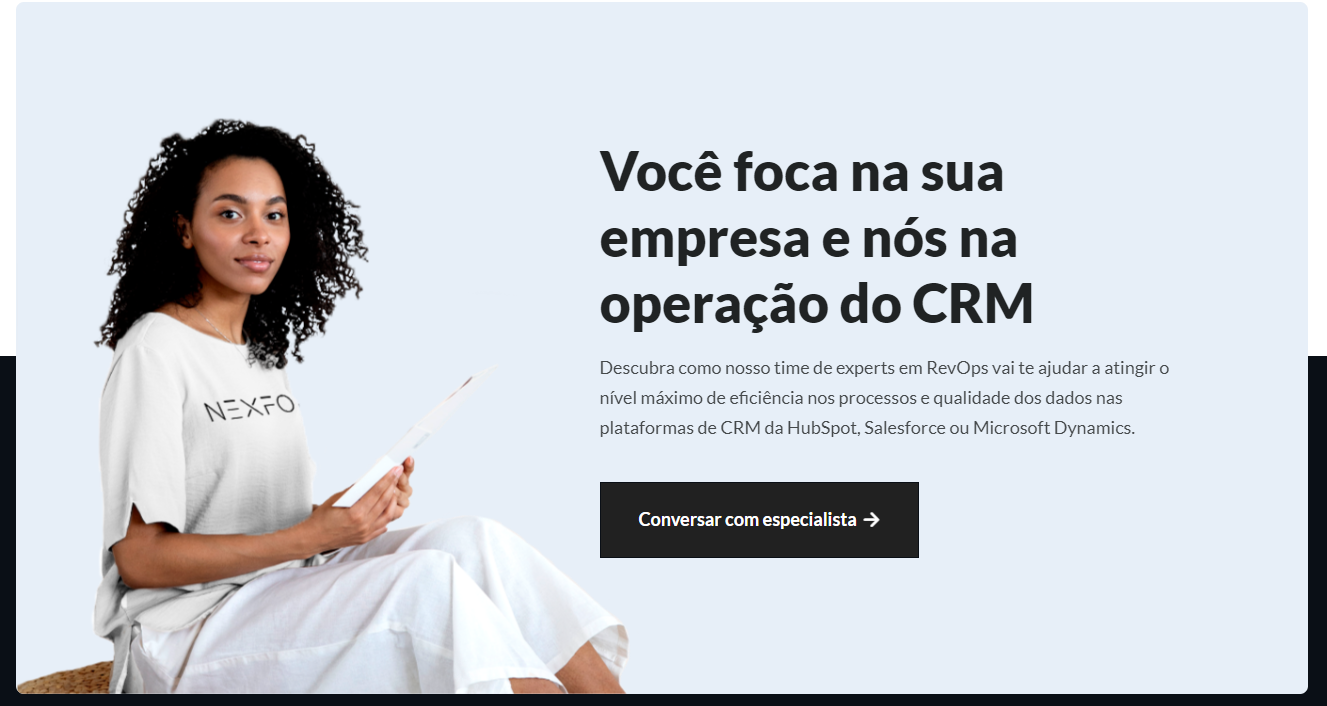 Você foca na sua
empresa e nós na
operação do CRM
Descubra como nosso time de experts em RevOps vai te ajudar a atingir o
nível máximo de eficiência nos processos e qualidade dos dados nas
plataformas de CRM da HubSpot, Salesforce ou Microsoft Dynamics.
NEXFO
Conversar com especialista →